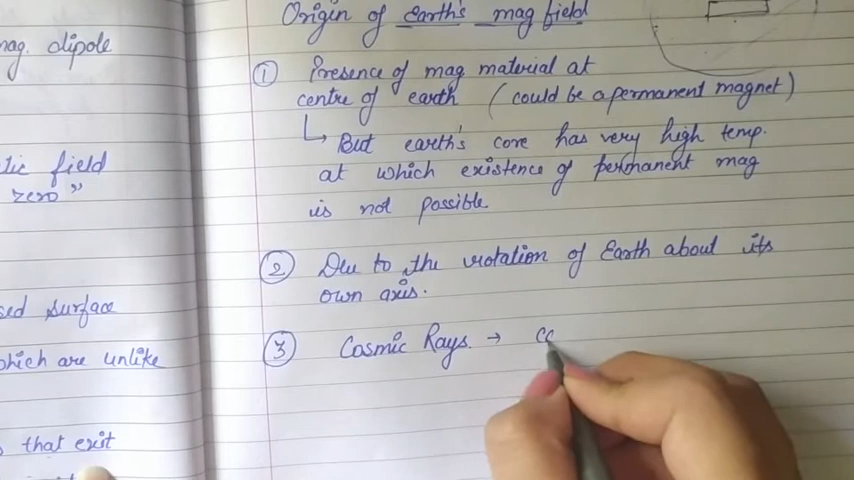 mag. dipole
tic field
zero"
sed surface
which are unlike
that exit
Origin of earth's mag field
① Presence of mag material at
centre of earth (could be a permanent magnet)
↳ But earth's core has very high temp.
at which existence of permanent mag
is not possible.
② Due to the rotation of Earth about its
own axis.
③ Cosmic Rays →